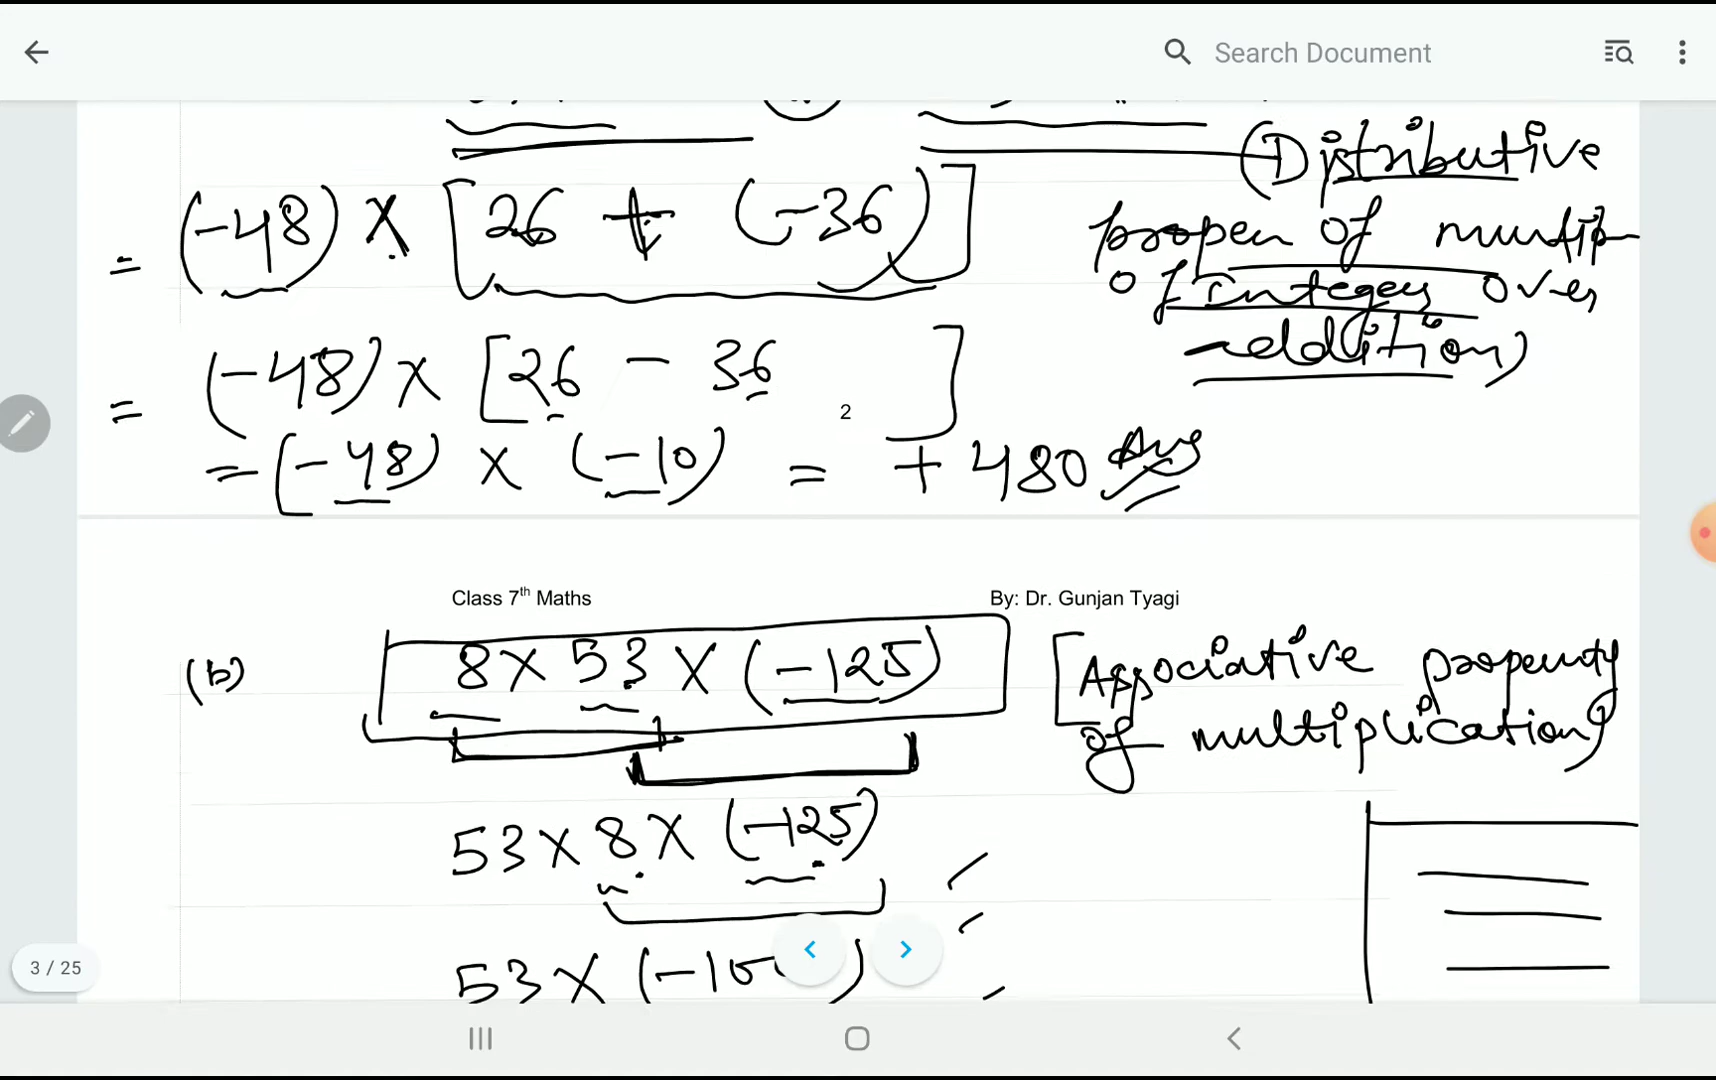 Search Document
(Distributive
= (-48) × [26 + (-36)]
propen of multip
of Integers over
addition)
= (-48) × [26 - 36 ]
2
= (-48) × (-10) = + 480 Ans
Class 7th Maths By: Dr. Gunjan Tyagi
(b) 8 × 53 × (-125) [Associative property
of multiplication]
53 × 8 × (-125)
53 × (-10 )
3 / 25